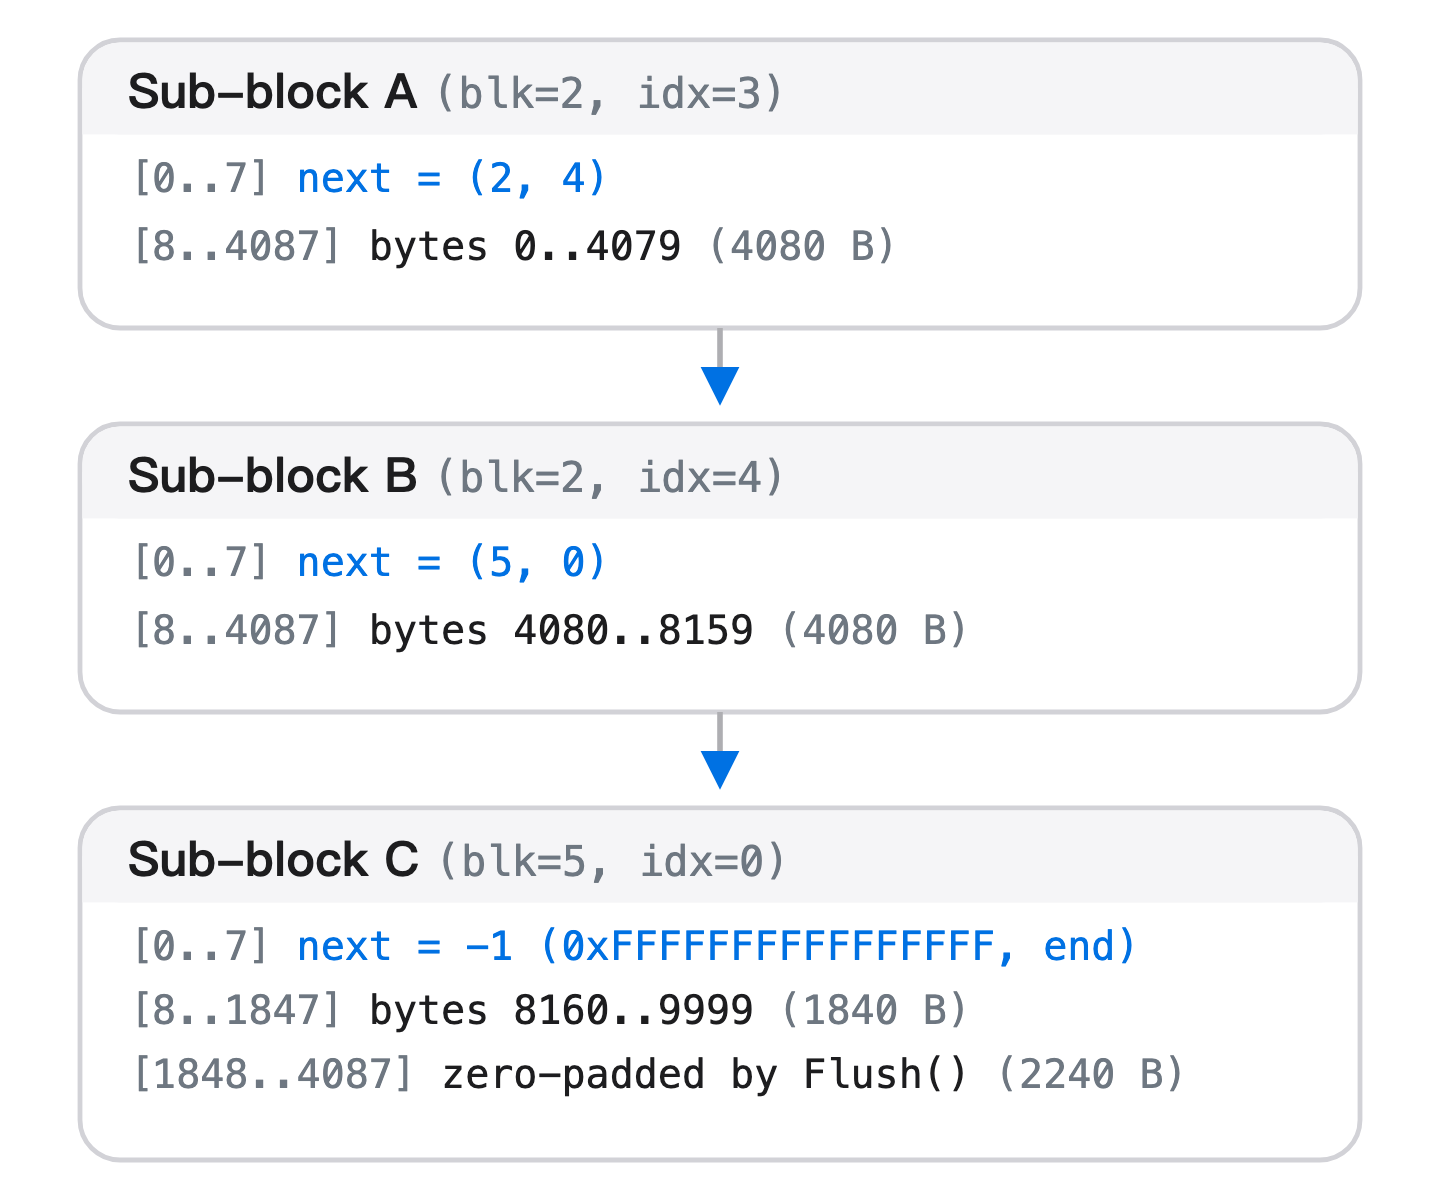 Sub-block A (blk=2, idx=3)
[0..7] next = (2, 4)
[8..4087] bytes 0..4079 (4080 B)
Sub-block B (blk=2, idx=4)
[0..7] next = (5, 0)
[8..4087] bytes 4080..8159 (4080 B)
Sub-block C (blk=5, idx=0)
[0..7] next = -1 (0xFFFFFFFFFFFFFFFF, end)
[8..1847] bytes 8160..9999 (1840 B)
[1848..4087] zero-padded by Flush() (2240 B)